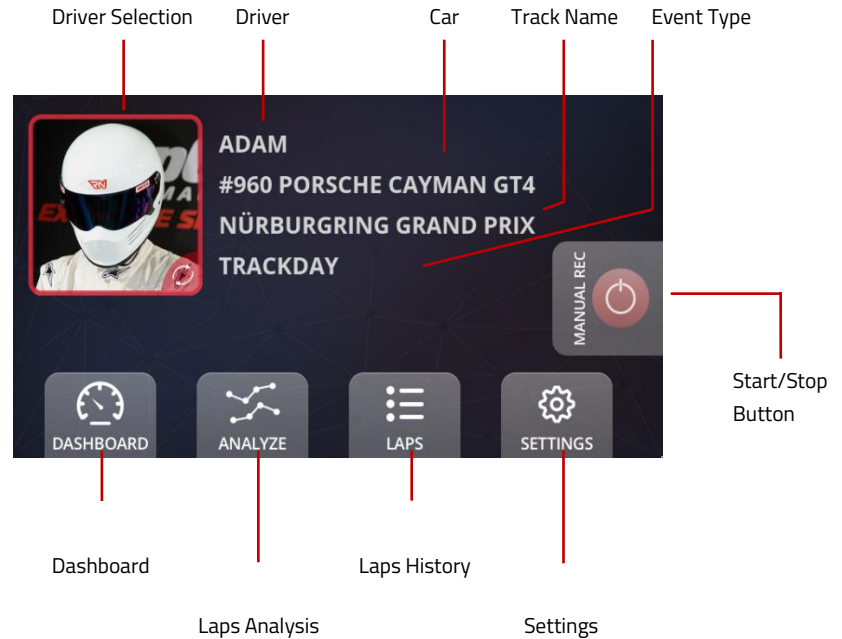 Driver Selection
Driver
Car
Track Name
Event Type
ADAM
#960 PORSCHE CAYMAN GT4
NÜRBURGRING GRAND PRIX
TRACKDAY
MANUAL REC
Start/Stop
Button
DASHBOARD
ANALYZE
LAPS
SETTINGS
Dashboard
Laps History
Laps Analysis
Settings